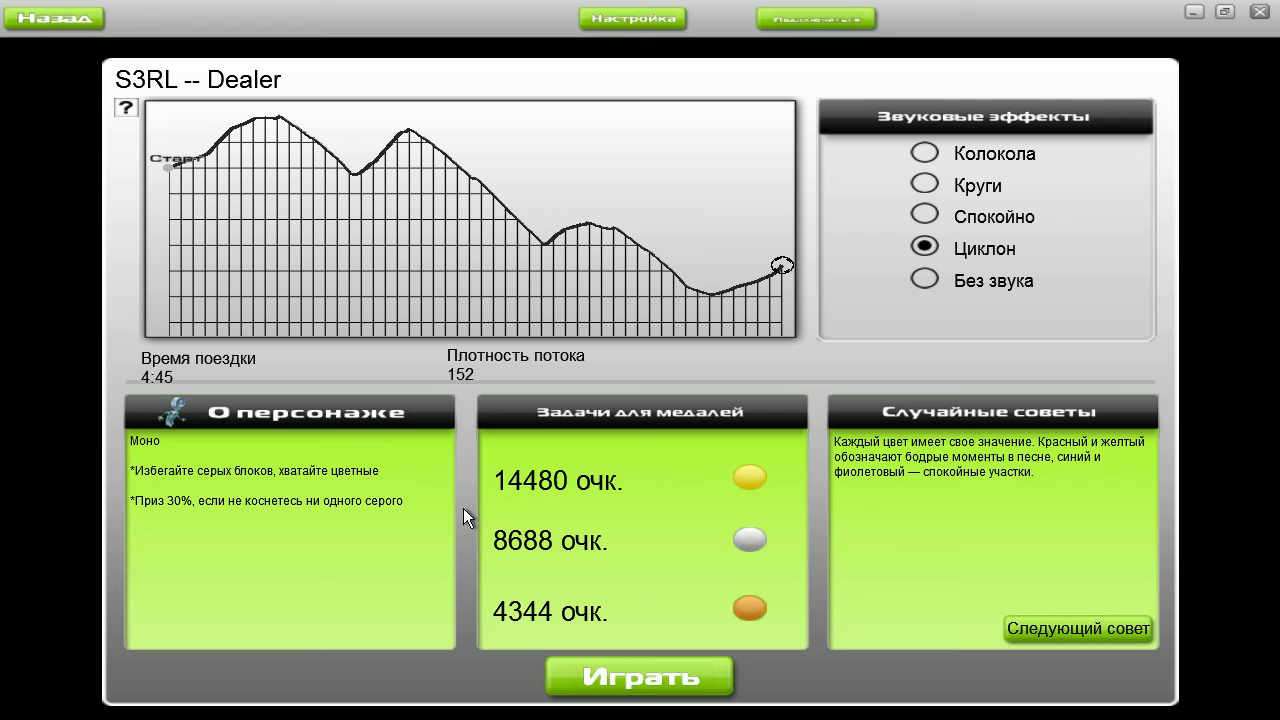 Назад
Настройка
Подключиться
S3RL -- Dealer
?
Старт
Звуковые эффекты
Колокола
Круги
Спокойно
Циклон
Без звука
Время поездки
4:45
Плотность потока
152
О персонаже
Моно
*Избегайте серых блоков, хватайте цветные
*Приз 30%, если не коснетесь ни одного серого
Задачи для медалей
14480 очк.
8688 очк.
4344 очк.
Случайные советы
Каждый цвет имеет свое значение. Красный и желтый
обозначают бодрые моменты в песне, синий и
фиолетовый — спокойные участки.
Следующий совет
Играть